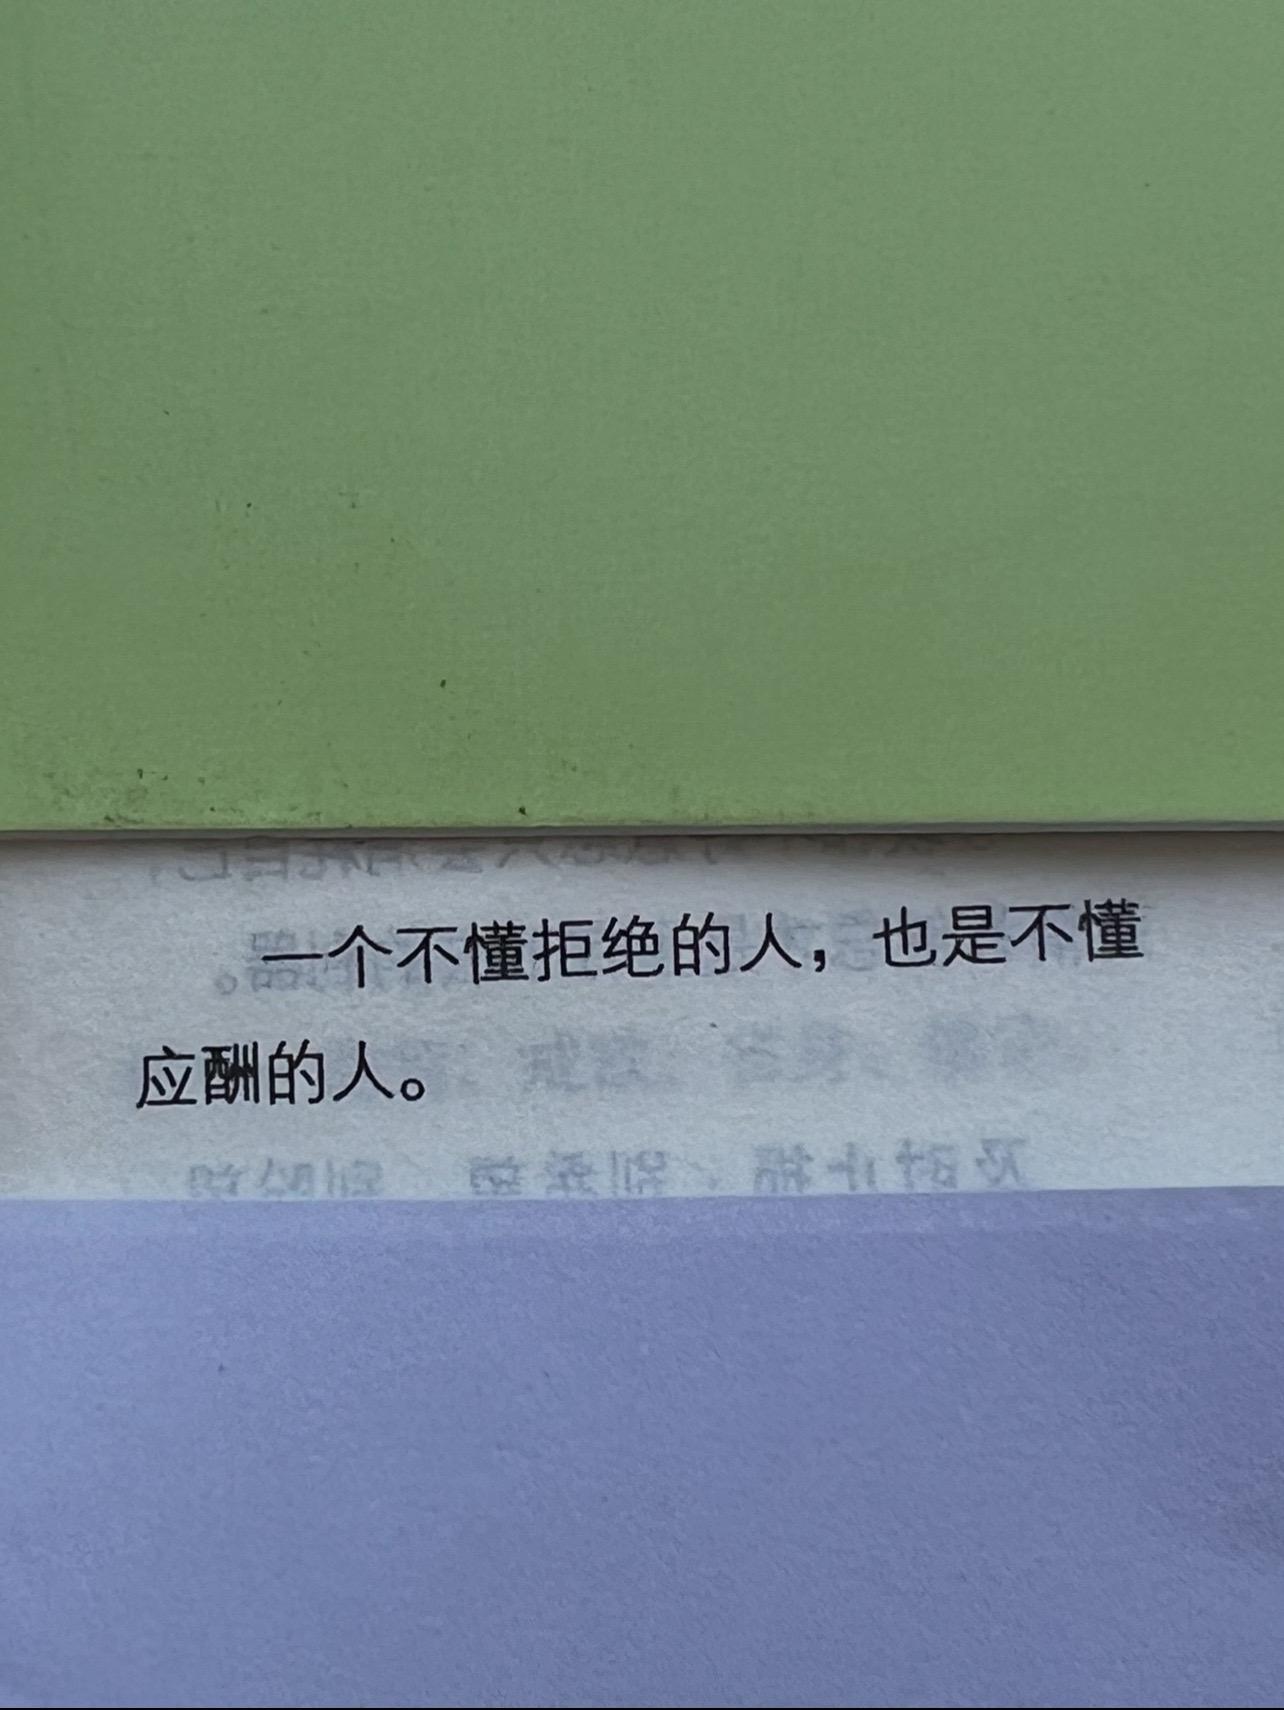 一个不懂拒绝的人，也是不懂
应酬的人。